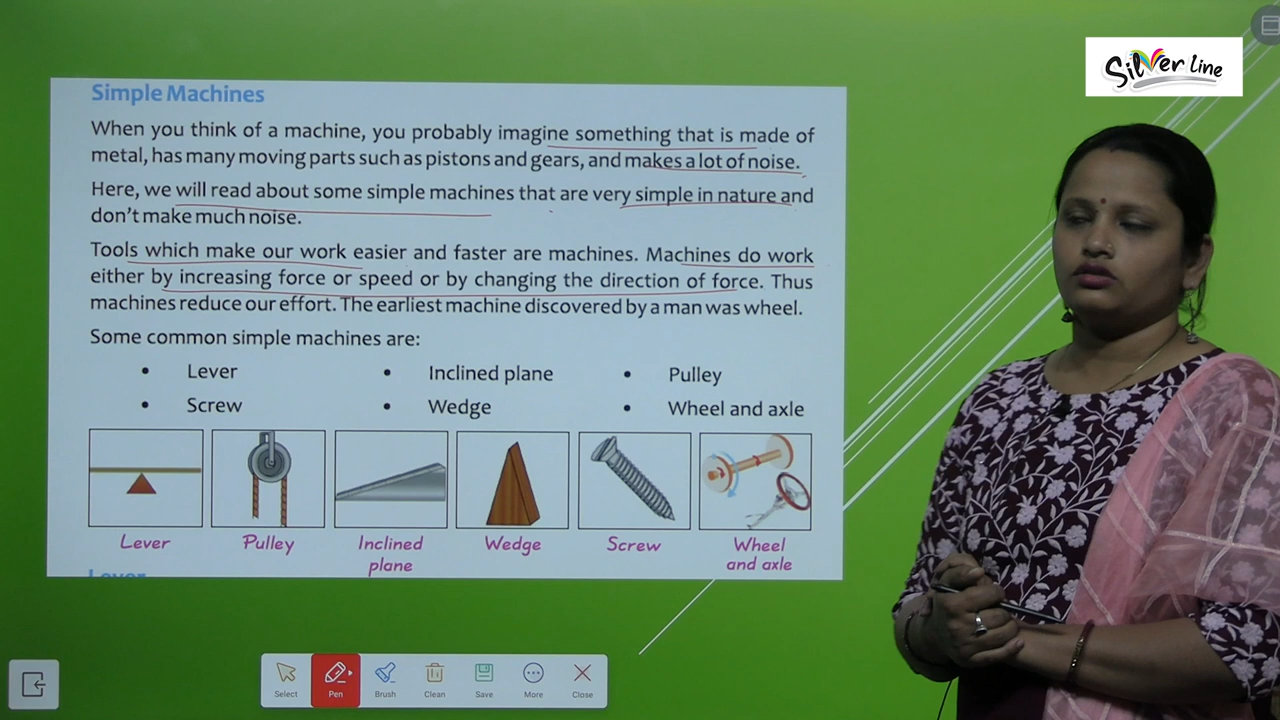 Silver Line
Simple Machines
When you think of a machine, you probably imagine something that is made of
metal, has many moving parts such as pistons and gears, and makes a lot of noise.
Here, we will read about some simple machines that are very simple in nature and
don't make much noise.
Tools which make our work easier and faster are machines. Machines do work
either by increasing force or speed or by changing the direction of force. Thus
machines reduce our effort. The earliest machine discovered by a man was wheel.
Some common simple machines are:
• Lever • Inclined plane • Pulley
• Screw • Wedge • Wheel and axle
Lever Pulley Inclined Wedge Screw Wheel
plane and axle
Lever
Select Pen Brush Clean Save More Close